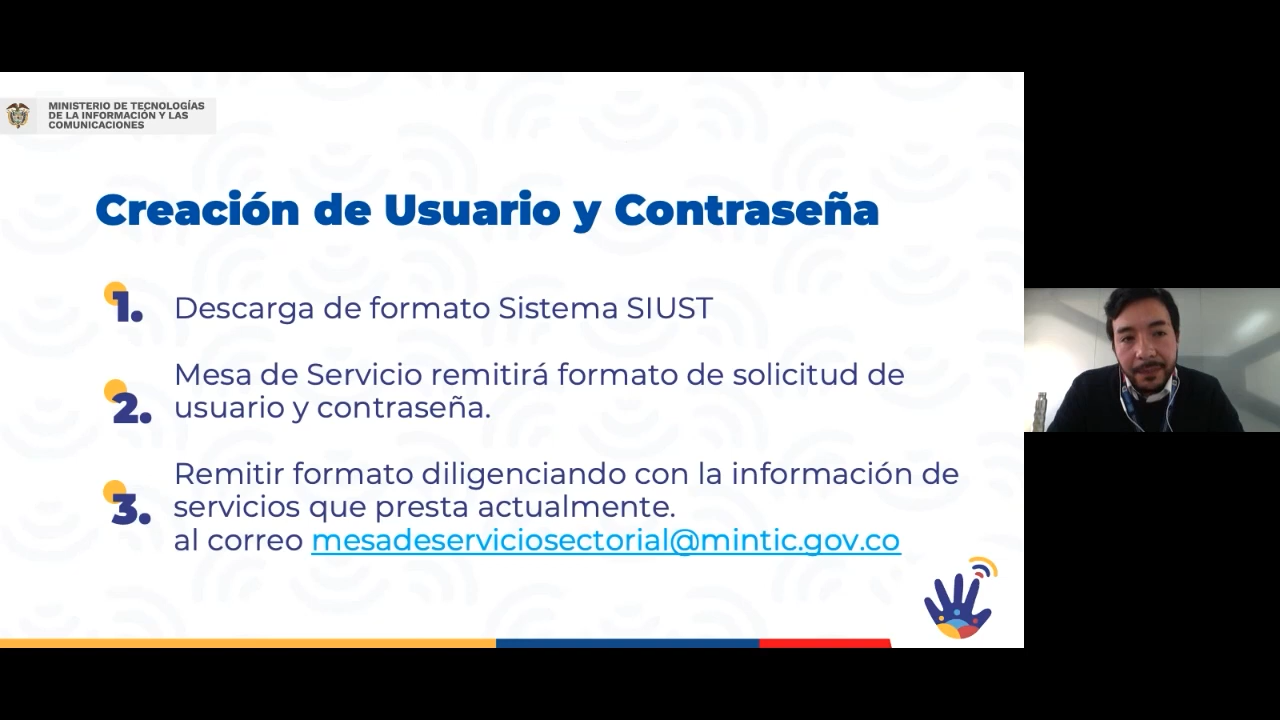 MINISTERIO DE TECNOLOGÍAS
DE LA INFORMACIÓN Y LAS
COMUNICACIONES
Creación de Usuario y Contraseña
1. Descarga de formato Sistema SIUST
Mesa de Servicio remitirá formato de solicitud de
2. usuario y contraseña.
Remitir formato diligenciando con la información de
3. servicios que presta actualmente.
al correo mesadeserviciosectorial@mintic.gov.co